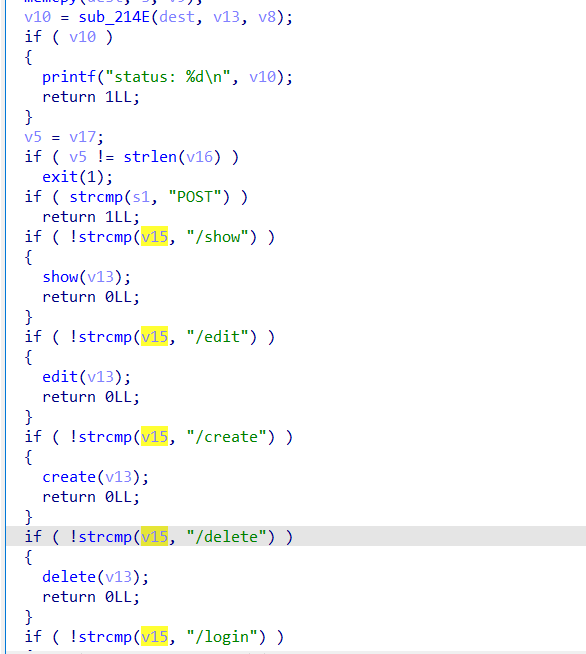 v10 = sub_214E(dest, v13, v8);
if ( v10 )
{
printf("status: %d\n", v10);
return 1LL;
}
v5 = v17;
if ( v5 != strlen(v16) )
exit(1);
if ( strcmp(s1, "POST") )
return 1LL;
if ( !strcmp(v15, "/show") )
{
show(v13);
return 0LL;
}
if ( !strcmp(v15, "/edit") )
{
edit(v13);
return 0LL;
}
if ( !strcmp(v15, "/create") )
{
create(v13);
return 0LL;
}
if ( !strcmp(v15, "/delete") )
{
delete(v13);
return 0LL;
}
if ( !strcmp(v15, "/login") )